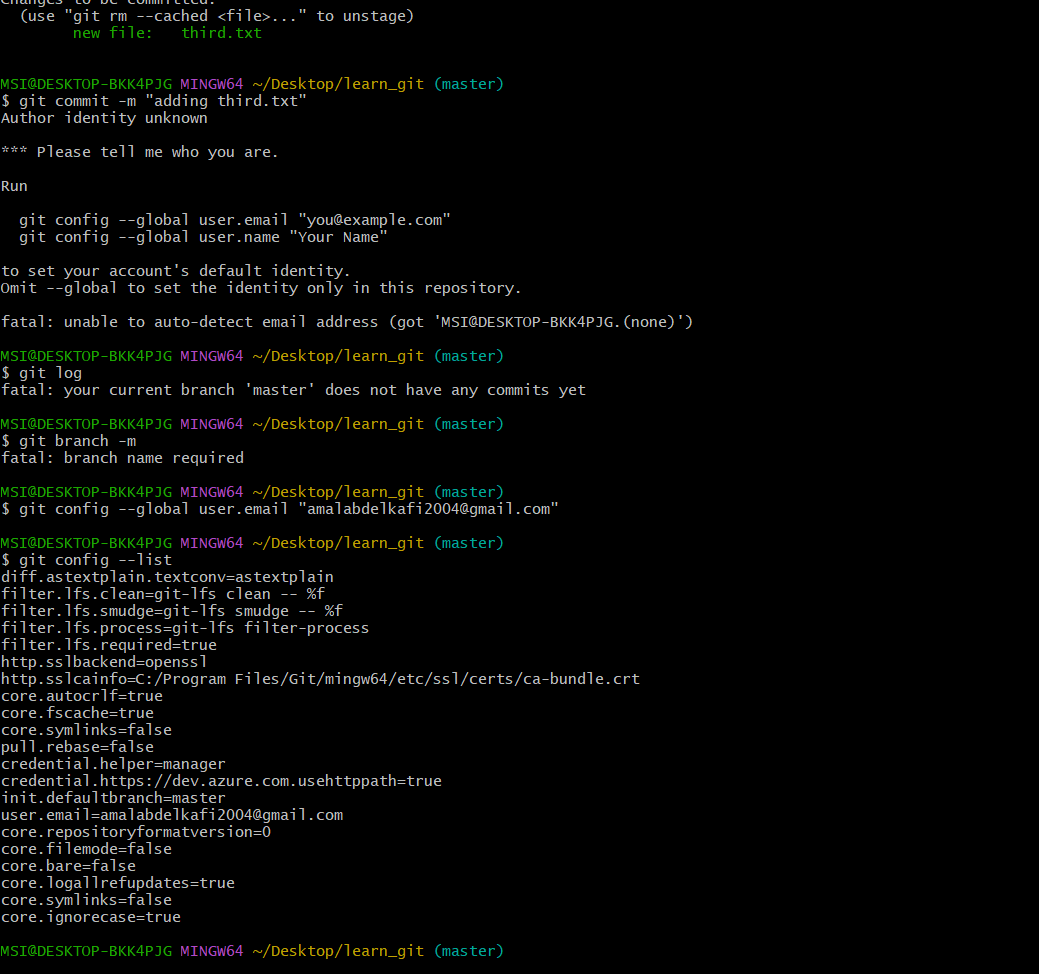 Changes to be committed:
  (use "git rm --cached <file>..." to unstage)
        new file:   third.txt
MSI@DESKTOP-BKK4PJG MINGW64 ~/Desktop/learn_git (master)
$ git commit -m "adding third.txt"
Author identity unknown
*** Please tell me who you are.
Run
  git config --global user.email "you@example.com"
  git config --global user.name "Your Name"
to set your account's default identity.
Omit --global to set the identity only in this repository.
fatal: unable to auto-detect email address (got 'MSI@DESKTOP-BKK4PJG.(none)')
MSI@DESKTOP-BKK4PJG MINGW64 ~/Desktop/learn_git (master)
$ git log
fatal: your current branch 'master' does not have any commits yet
MSI@DESKTOP-BKK4PJG MINGW64 ~/Desktop/learn_git (master)
$ git branch -m
fatal: branch name required
MSI@DESKTOP-BKK4PJG MINGW64 ~/Desktop/learn_git (master)
$ git config --global user.email "amalabdelkafi2004@gmail.com"
MSI@DESKTOP-BKK4PJG MINGW64 ~/Desktop/learn_git (master)
$ git config --list
diff.astextplain.textconv=astextplain
filter.lfs.clean=git-lfs clean -- %f
filter.lfs.smudge=git-lfs smudge -- %f
filter.lfs.process=git-lfs filter-process
filter.lfs.required=true
http.sslbackend=openssl
http.sslcainfo=C:/Program Files/Git/mingw64/etc/ssl/certs/ca-bundle.crt
core.autocrlf=true
core.fscache=true
core.symlinks=false
pull.rebase=false
credential.helper=manager
credential.https://dev.azure.com.usehttppath=true
init.defaultbranch=master
user.email=amalabdelkafi2004@gmail.com
core.repositoryformatversion=0
core.filemode=false
core.bare=false
core.logallrefupdates=true
core.symlinks=false
core.ignorecase=true
MSI@DESKTOP-BKK4PJG MINGW64 ~/Desktop/learn_git (master)